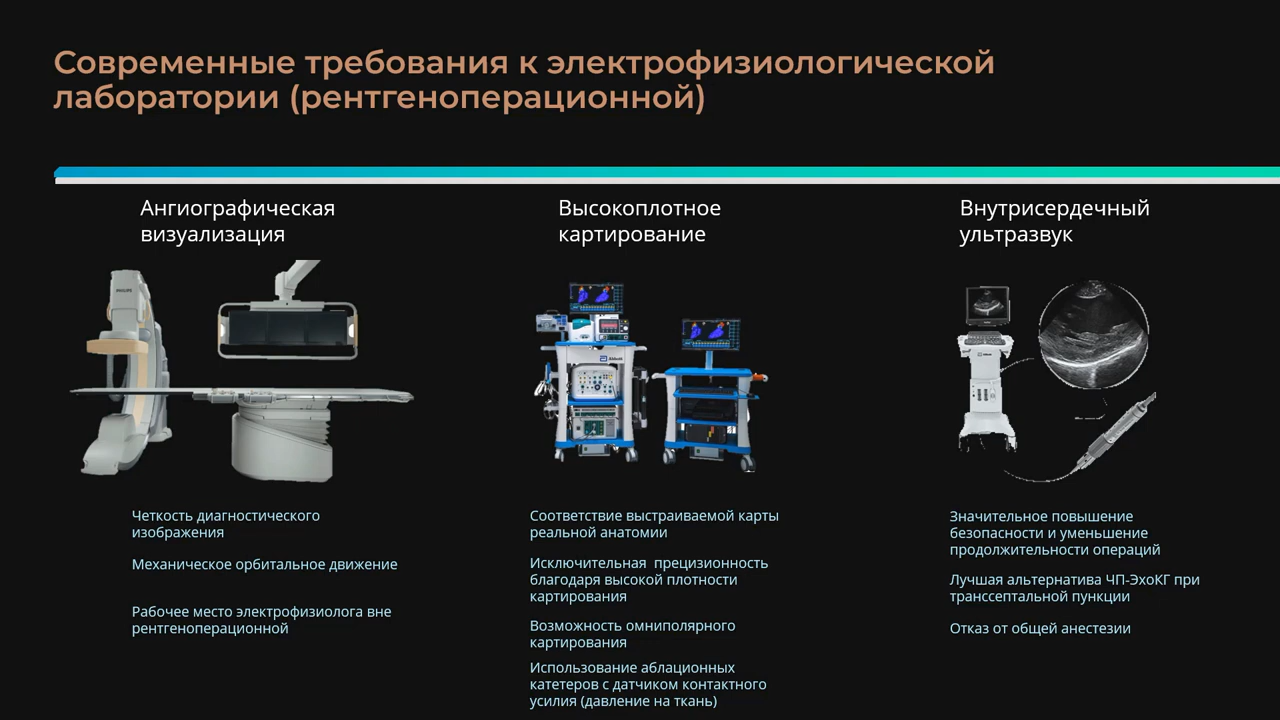 Современные требования к электрофизиологической
лаборатории (рентгеноперационной)
Ангиографическая
визуализация
Высокоплотное
картирование
Внутрисердечный
ультразвук
PHILIPS
Abbott
Четкость диагностического
изображения
Механическое орбитальное движение
Рабочее место электрофизиолога вне
рентгеноперационной
Соответствие выстраиваемой карты
реальной анатомии
Исключительная  прецизионность
благодаря высокой плотности
картирования
Возможность омниполярного
картирования
Использование аблационных
катетеров с датчиком контактного
усилия (давление на ткань)
Значительное повышение
безопасности и уменьшение
продолжительности операций
Лучшая альтернатива ЧП-ЭхоКГ при
транссептальной пункции
Отказ от общей анестезии